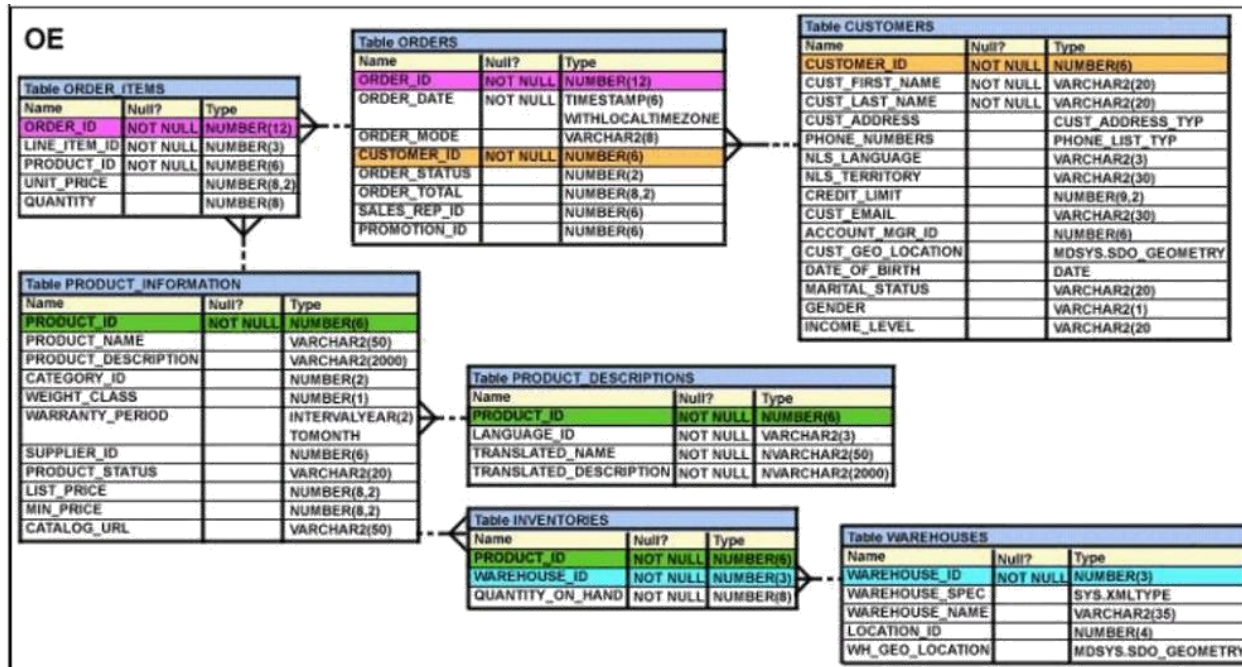 OE
Table ORDER_ITEMS
Name Null? Type
ORDER_ID NOT NULL NUMBER(12)
LINE_ITEM_ID NOT NULL NUMBER(3)
PRODUCT_ID NOT NULL NUMBER(6)
UNIT_PRICE NUMBER(8,2)
QUANTITY NUMBER(8)
Table ORDERS
Name Null? Type
ORDER_ID NOT NULL NUMBER(12)
ORDER_DATE NOT NULL TIMESTAMP(6)
WITHLOCALTIMEZONE
ORDER_MODE VARCHAR2(8)
CUSTOMER_ID NOT NULL NUMBER(6)
ORDER_STATUS NUMBER(2)
ORDER_TOTAL NUMBER(8,2)
SALES_REP_ID NUMBER(6)
PROMOTION_ID NUMBER(6)
Table CUSTOMERS
Name Null? Type
CUSTOMER_ID NOT NULL NUMBER(6)
CUST_FIRST_NAME NOT NULL VARCHAR2(20)
CUST_LAST_NAME NOT NULL VARCHAR2(20)
CUST_ADDRESS CUST_ADDRESS_TYP
PHONE_NUMBERS PHONE_LIST_TYP
NLS_LANGUAGE VARCHAR2(3)
NLS_TERRITORY VARCHAR2(30)
CREDIT_LIMIT NUMBER(9,2)
CUST_EMAIL VARCHAR2(30)
ACCOUNT_MGR_ID NUMBER(6)
CUST_GEO_LOCATION MDSYS.SDO_GEOMETRY
DATE_OF_BIRTH DATE
MARITAL_STATUS VARCHAR2(20)
GENDER VARCHAR2(1)
INCOME_LEVEL VARCHAR2(20
Table PRODUCT_INFORMATION
Name Null? Type
PRODUCT_ID NOT NULL NUMBER(6)
PRODUCT_NAME VARCHAR2(50)
PRODUCT_DESCRIPTION VARCHAR2(2000)
CATEGORY_ID NUMBER(2)
WEIGHT_CLASS NUMBER(1)
WARRANTY_PERIOD INTERVALYEAR(2)
TOMONTH
SUPPLIER_ID NUMBER(6)
PRODUCT_STATUS VARCHAR2(20)
LIST_PRICE NUMBER(8,2)
MIN_PRICE NUMBER(8,2)
CATALOG_URL VARCHAR2(50)
Table PRODUCT_DESCRIPTIONS
Name Null? Type
PRODUCT_ID NOT NULL NUMBER(6)
LANGUAGE_ID NOT NULL VARCHAR2(3)
TRANSLATED_NAME NOT NULL NVARCHAR2(50)
TRANSLATED_DESCRIPTION NOT NULL NVARCHAR2(2000)
Table INVENTORIES
Name Null? Type
PRODUCT_ID NOT NULL NUMBER(6)
WAREHOUSE_ID NOT NULL NUMBER(3)
QUANTITY_ON_HAND NOT NULL NUMBER(8)
Table WAREHOUSES
Name Null? Type
WAREHOUSE_ID NOT NULL NUMBER(3)
WAREHOUSE_SPEC SYS.XMLTYPE
WAREHOUSE_NAME VARCHAR2(35)
LOCATION_ID NUMBER(4)
WH_GEO_LOCATION MDSYS.SDO_GEOMETRY